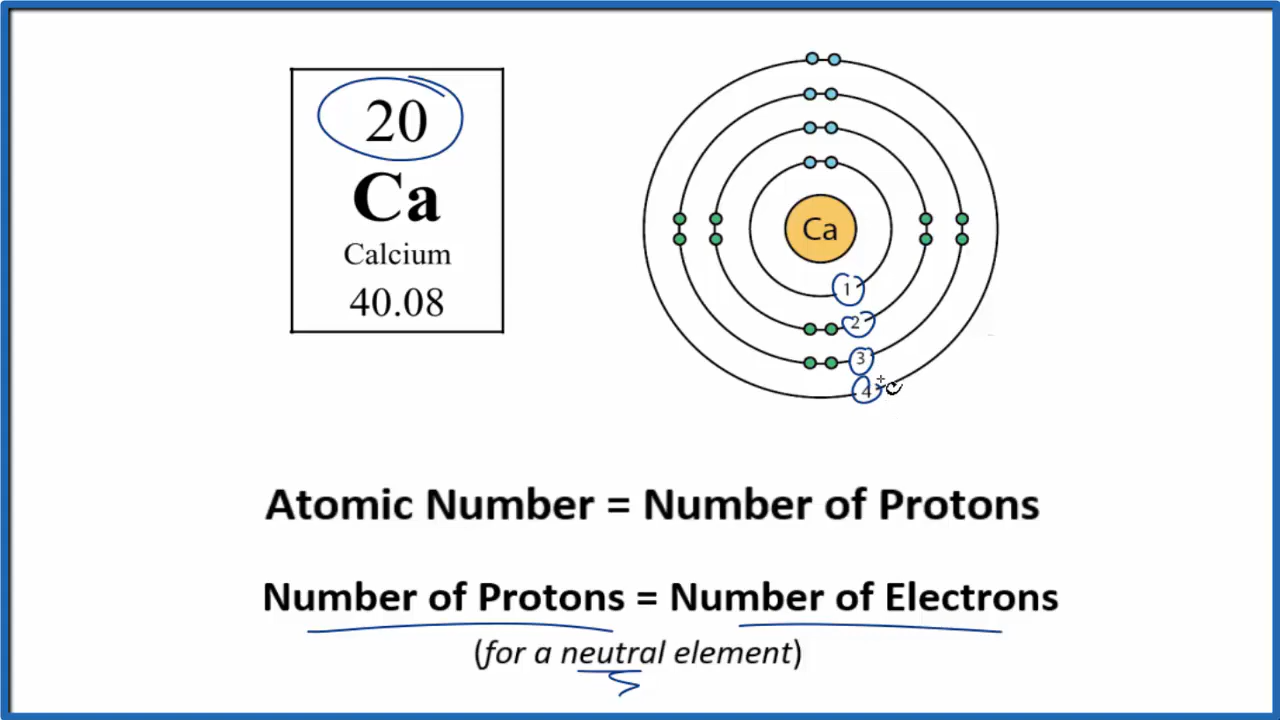 20
Ca
Calcium
40.08
Ca
1
2
3
4
Atomic Number = Number of Protons
Number of Protons = Number of Electrons
(for a neutral element)